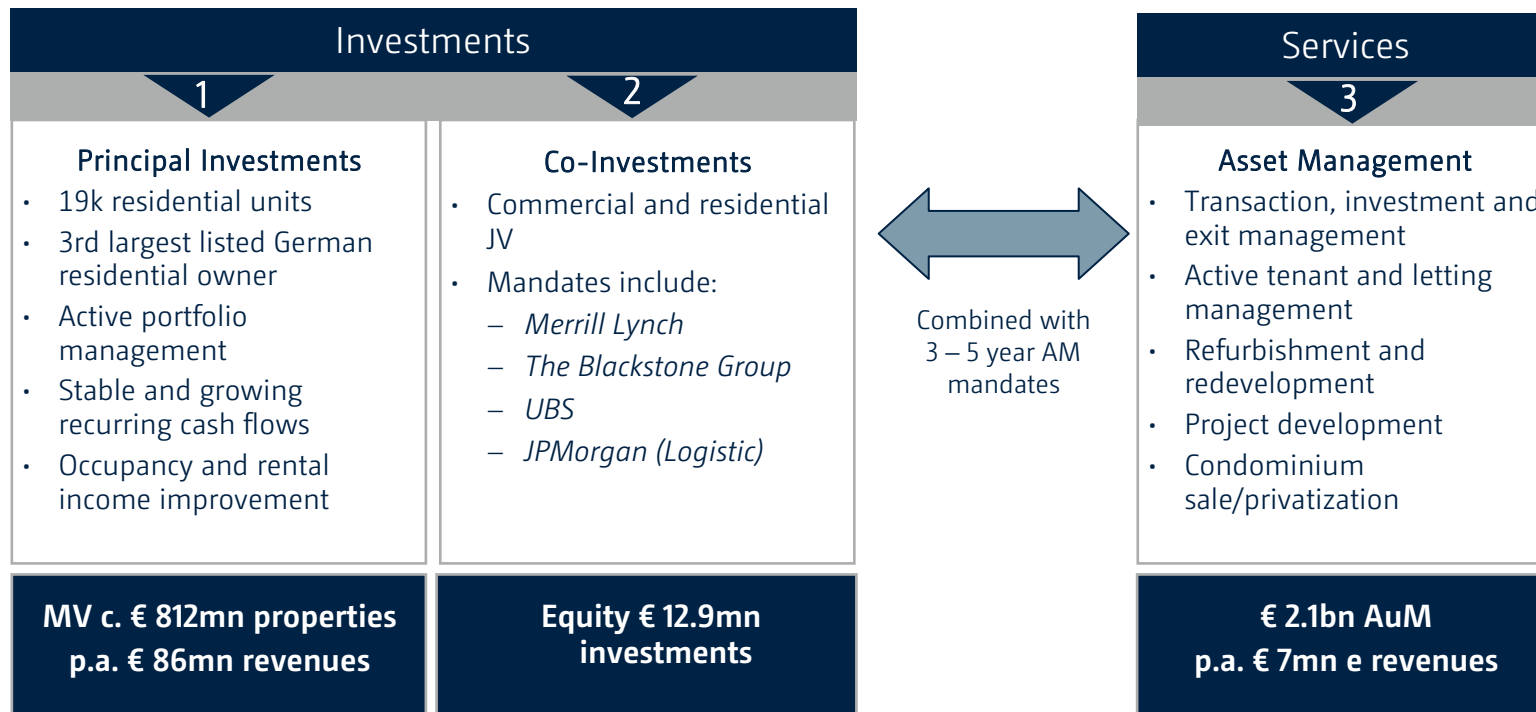 Investments
1
2
Principal Investments
• 19k residential units
• 3rd largest listed German
residential owner
• Active portfolio
management
• Stable and growing
recurring cash flows
• Occupancy and rental
income improvement
MV c. € 812mn properties
p.a. € 86mn revenues
Co-Investments
• Commercial and residential
JV
• Mandates include:
– Merrill Lynch
– The Blackstone Group
– UBS
– JPMorgan (Logistic)
Equity € 12.9mn
investments
Combined with
3 – 5 year AM
mandates
Services
3
Asset Management
• Transaction, investment and
exit management
• Active tenant and letting
management
• Refurbishment and
redevelopment
• Project development
• Condominium
sale/privatization
€ 2.1bn AuM
p.a. € 7mn e revenues